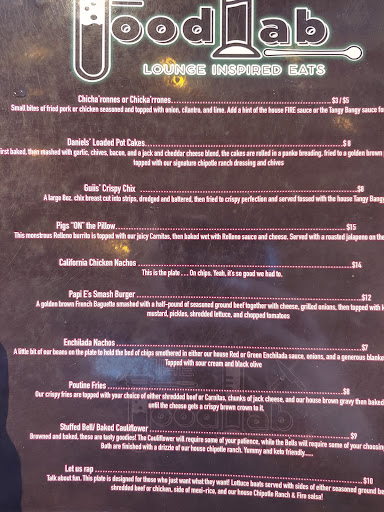 foodlab
LOUNGE INSPIRED EATS
Chicha'ronnes or Chicka'rrones...$3 / $5
Small bites of fried pork or chicken seasoned and topped with onion, cilantro, and lime. Add a hint of the house FIRE sauce or the Tangy Bangy sauce fo
Daniels' Loaded Pot Cakes...$ 8
irst baked, then mashed with garlic, chives, bacon, and a jack and cheddar cheese blend, the cakes are rolled in a panko breading, fried to a golden brown
topped with our signature chipotle ranch dressing and chives
Guiis' Crispy Chix...$8
A large 8oz. chix breast cut into strips, dredged and battered, then fried to crispy perfection and served tossed with the house Tangy Bangy
Pigs "ON" the Pillow...$15
This monstrous Relleno burrito is topped with our juicy Carnitas, then baked wet with Rellano sauce and cheese. Served with a roasted jalapeno on the
California Chicken Nachos...$14
This is the plate . . . On chips. Yeah, it's so good we had to.
Papi E's Smash Burger...$12
A golden brown French Baguette smashed with a half-pound of seasoned ground beef together with cheese, grilled onions, then topped with k
mustard, pickles, shredded lettuce, and chopped tomatoes
Enchilada Nachos...$7
A little bit of our beans on the plate to hold the bed of chips smothered in either our house Red or Green Enchilada sauce, onions, and a generous blanke
Topped with sour cream and black olive
Poutine Fries...$8
Our crispy fries are topped with your choice of either shredded beef or Carnitas, chunks of jack cheese, and our house brown gravy then baked
until the cheese gets a crispy brown crown to it.
Stuffed Bell/ Baked Cauliflower...$9
Browned and baked, these are tasty goodies! The Cauliflower will require some of your patience, while the Bells will require some of your choosing
Both are finished with a drizzle of our house chipotle ranch. Yummy and keto friendly.....
Let us rap...$10
Talk about fun. This plate is designed for those who just want what they want! Lettuce boats served with sides of either seasoned ground be
shredded beef or chicken, side of mexi-rice, and our house Chipotle Ranch & Fire salsa!